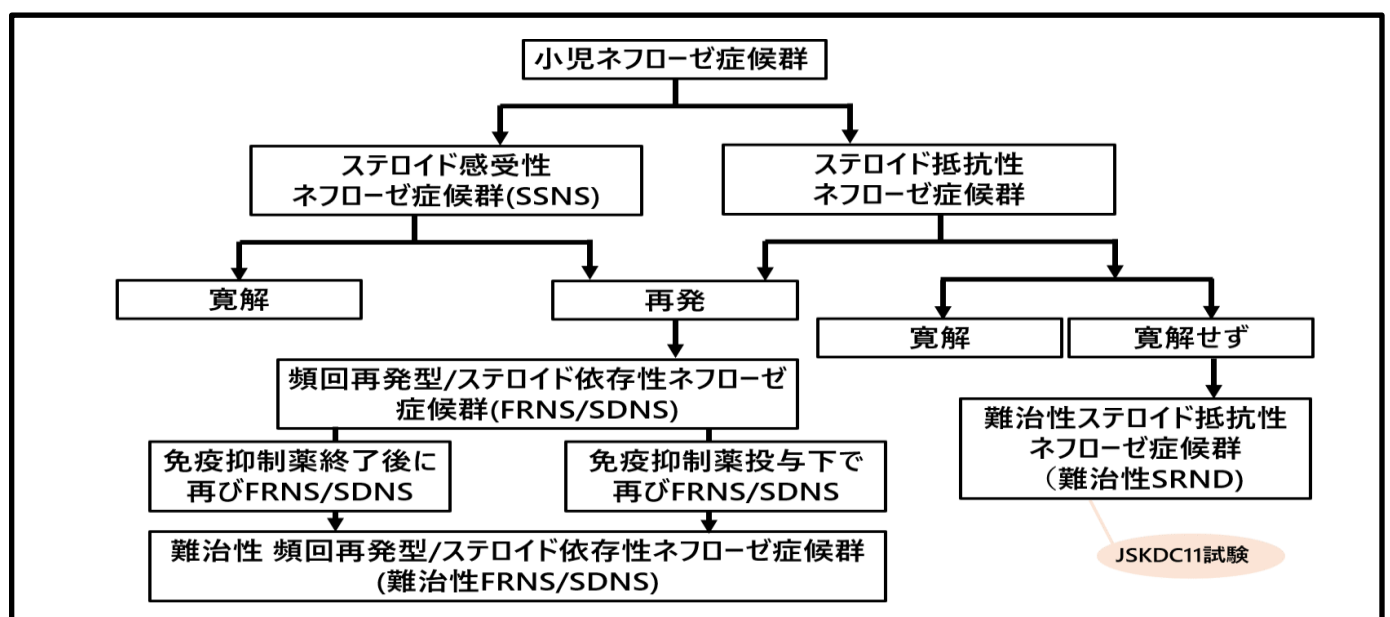 小児ネフローゼ症候群
ステロイド感受性
ネフローゼ症候群(SSNS)
ステロイド抵抗性
ネフローゼ症候群
寛解
再発
寛解
寛解せず
頻回再発型/ステロイド依存性ネフローゼ
症候群(FRNS/SDNS)
難治性ステロイド抵抗性
ネフローゼ症候群
（難治性SRND)
免疫抑制薬終了後に
再びFRNS/SDNS
免疫抑制薬投与下で
再びFRNS/SDNS
難治性 頻回再発型/ステロイド依存性ネフローゼ症候群
(難治性FRNS/SDNS)
JSKDC11試験